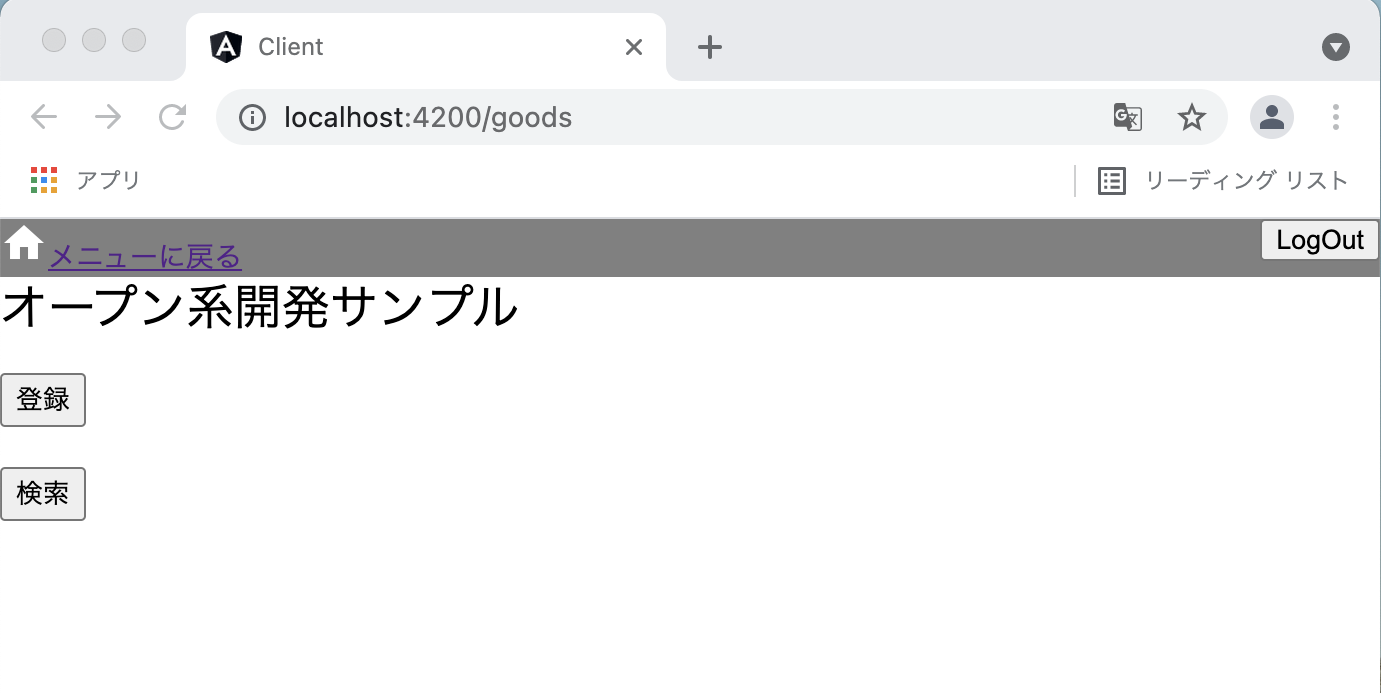 Client
localhost:4200/goods
アプリ
リーディング リスト
メニューに戻る
LogOut
オープン系開発サンプル
登録
検索